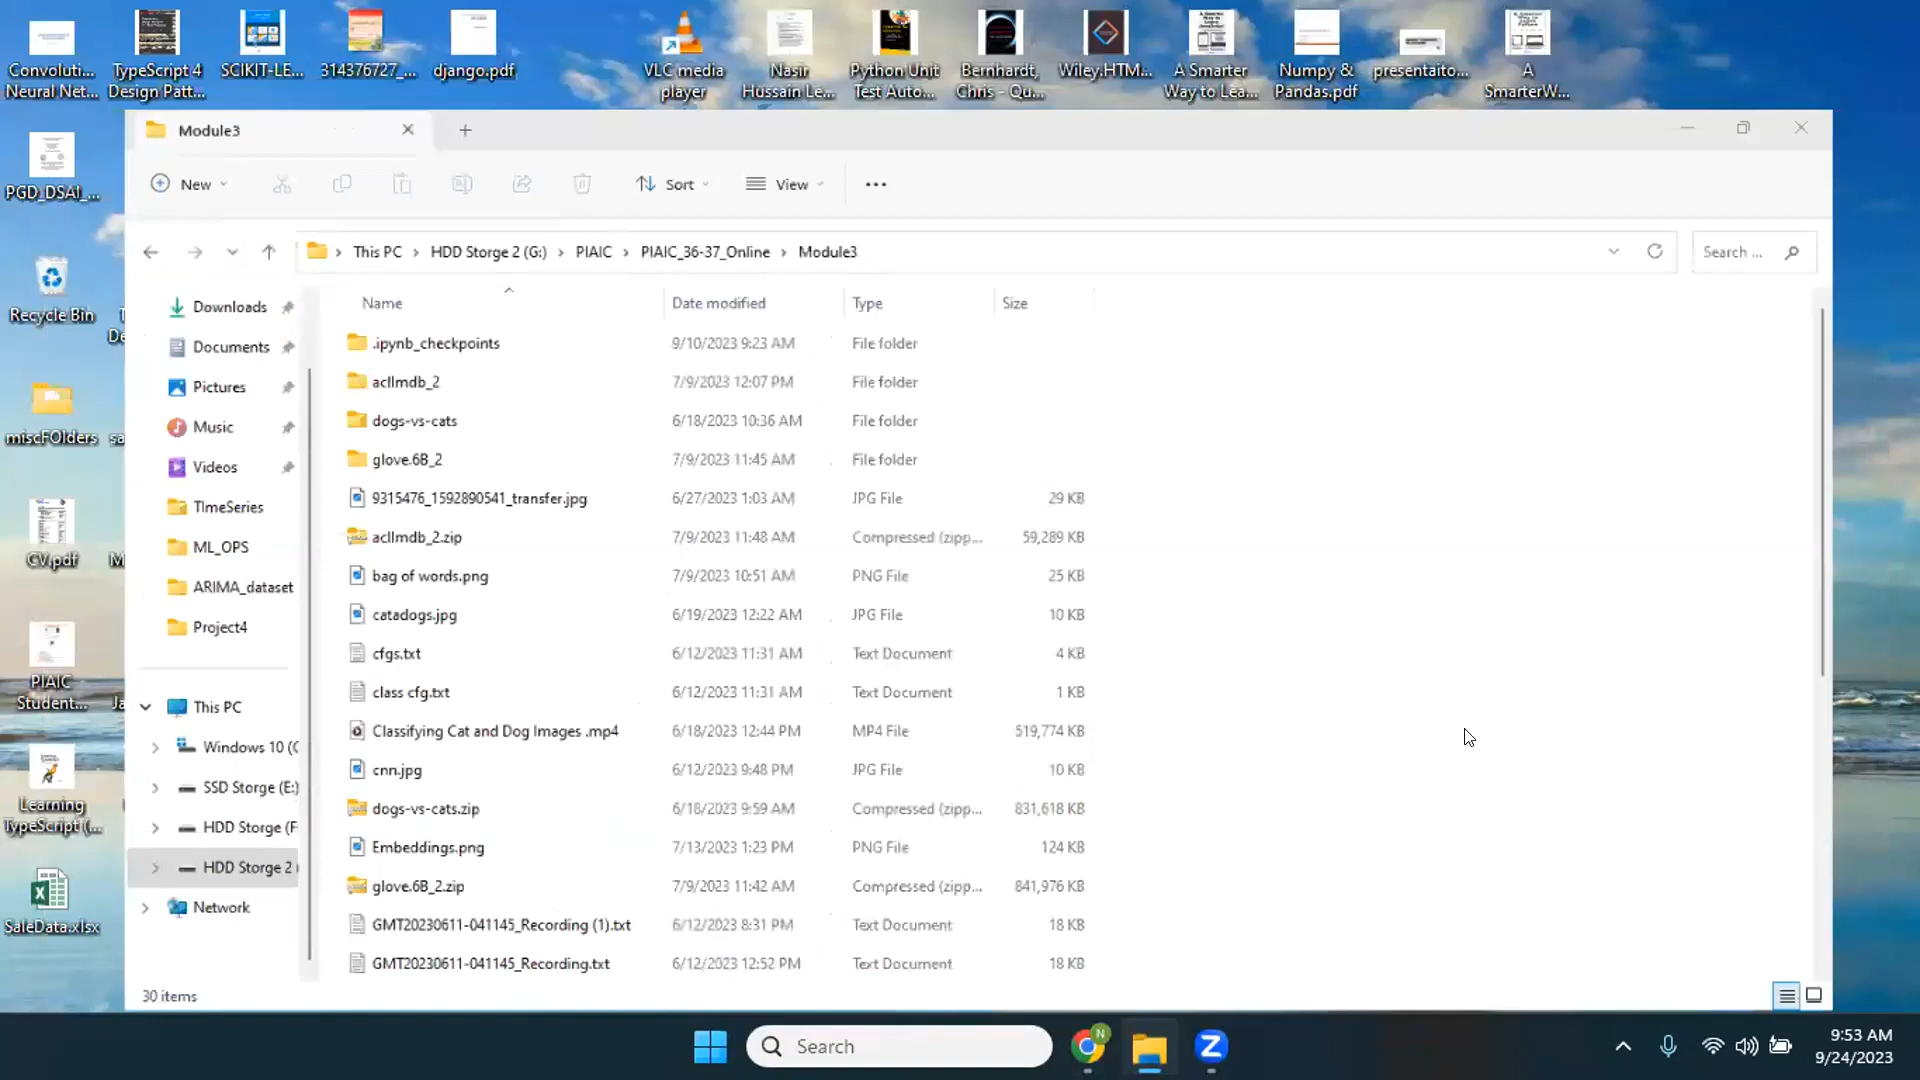 Convoluti...
Neural Net...
TypeScript 4
Design Patt...
SCIKIT-LE...
314376727_...
django.pdf
VLC media
player
Nasir
Hussain Le...
Python Unit
Test Auto...
Bernhardt,
Chris - Qu...
Wiley.HTM...
A Smarter
Way to Lea...
Numpy &
Pandas.pdf
presentaito...
A
SmarterW...
PGD_DSAI_...
Recycle Bin
miscFOlders
CV.pdf
PIAIC
Student...
Learning
TypeScript (...
SaleData.xlsx
Module3
New
Sort
View
This PC > HDD Storge 2 (G:) > PIAIC > PIAIC_36-37_Online > Module3
Search ...
Downloads
Documents
Pictures
Music
Videos
TImeSeries
ML_OPS
ARIMA_dataset
Project4
This PC
Windows 10 (C
SSD Storge (E:)
HDD Storge (F
HDD Storge 2 (
Network
Name Date modified Type Size
.ipynb_checkpoints 9/10/2023 9:23 AM File folder
acllmdb_2 7/9/2023 12:07 PM File folder
dogs-vs-cats 6/18/2023 10:36 AM File folder
glove.6B_2 7/9/2023 11:45 AM File folder
9315476_1592890541_transfer.jpg 6/27/2023 1:03 AM JPG File 29 KB
acllmdb_2.zip 7/9/2023 11:48 AM Compressed (zipp... 59,289 KB
bag of words.png 7/9/2023 10:51 AM PNG File 25 KB
catadogs.jpg 6/19/2023 12:22 AM JPG File 10 KB
cfgs.txt 6/12/2023 11:31 AM Text Document 4 KB
class cfg.txt 6/12/2023 11:31 AM Text Document 1 KB
Classifying Cat and Dog Images .mp4 6/18/2023 12:44 PM MP4 File 519,774 KB
cnn.jpg 6/12/2023 9:48 PM JPG File 10 KB
dogs-vs-cats.zip 6/18/2023 9:59 AM Compressed (zipp... 831,618 KB
Embeddings.png 7/13/2023 1:23 PM PNG File 124 KB
glove.6B_2.zip 7/9/2023 11:42 AM Compressed (zipp... 841,976 KB
GMT20230611-041145_Recording (1).txt 6/12/2023 8:31 PM Text Document 18 KB
GMT20230611-041145_Recording.txt 6/12/2023 12:52 PM Text Document 18 KB
30 items
Search
9:53 AM
9/24/2023